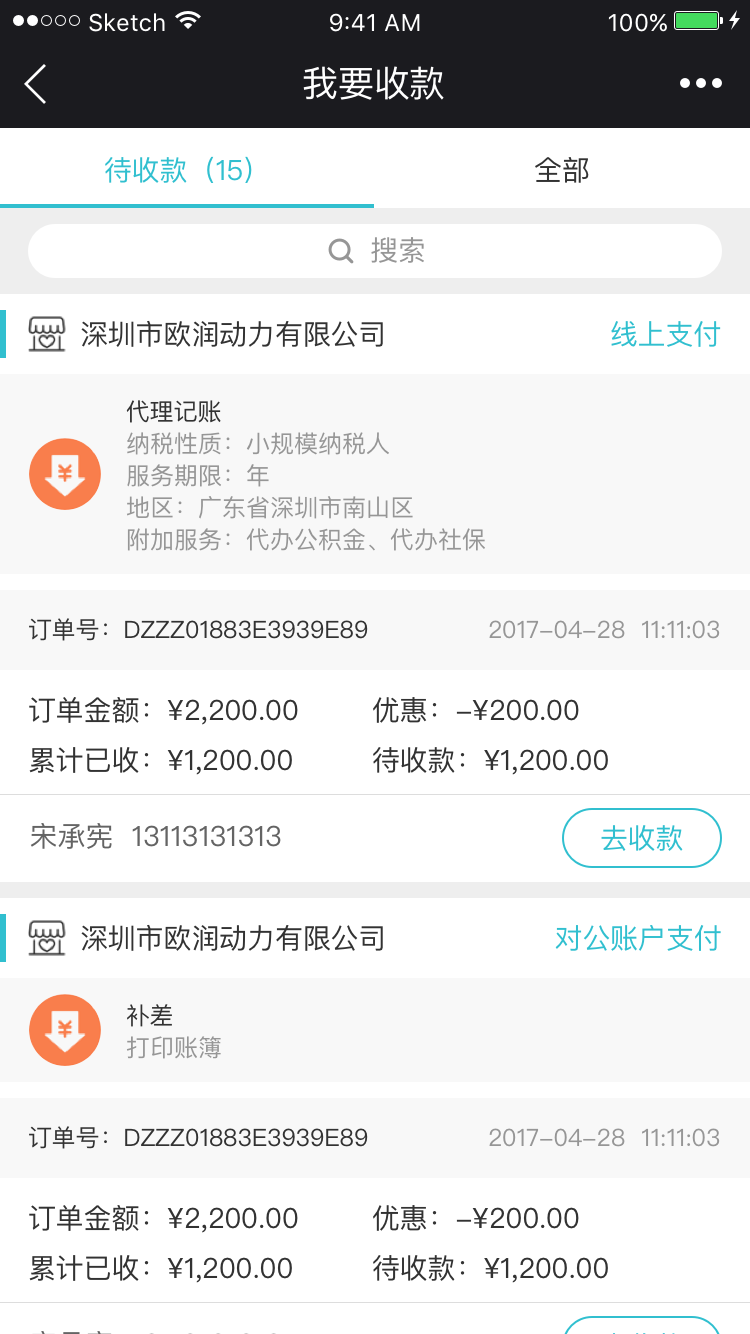 Sketch 9:41 AM 100%
我要收款
待收款（15） 全部
搜索
深圳市欧润动力有限公司 线上支付
代理记账
纳税性质：小规模纳税人
服务期限：年
地区：广东省深圳市南山区
附加服务：代办公积金、代办社保
订单号：DZZZ01883E3939E89 2017-04-28 11:11:03
订单金额：¥2,200.00 优惠：-¥200.00
累计已收：¥1,200.00 待收款：¥1,200.00
宋承宪 13113131313 去收款
深圳市欧润动力有限公司 对公账户支付
补差
打印账簿
订单号：DZZZ01883E3939E89 2017-04-28 11:11:03
订单金额：¥2,200.00 优惠：-¥200.00
累计已收：¥1,200.00 待收款：¥1,200.00